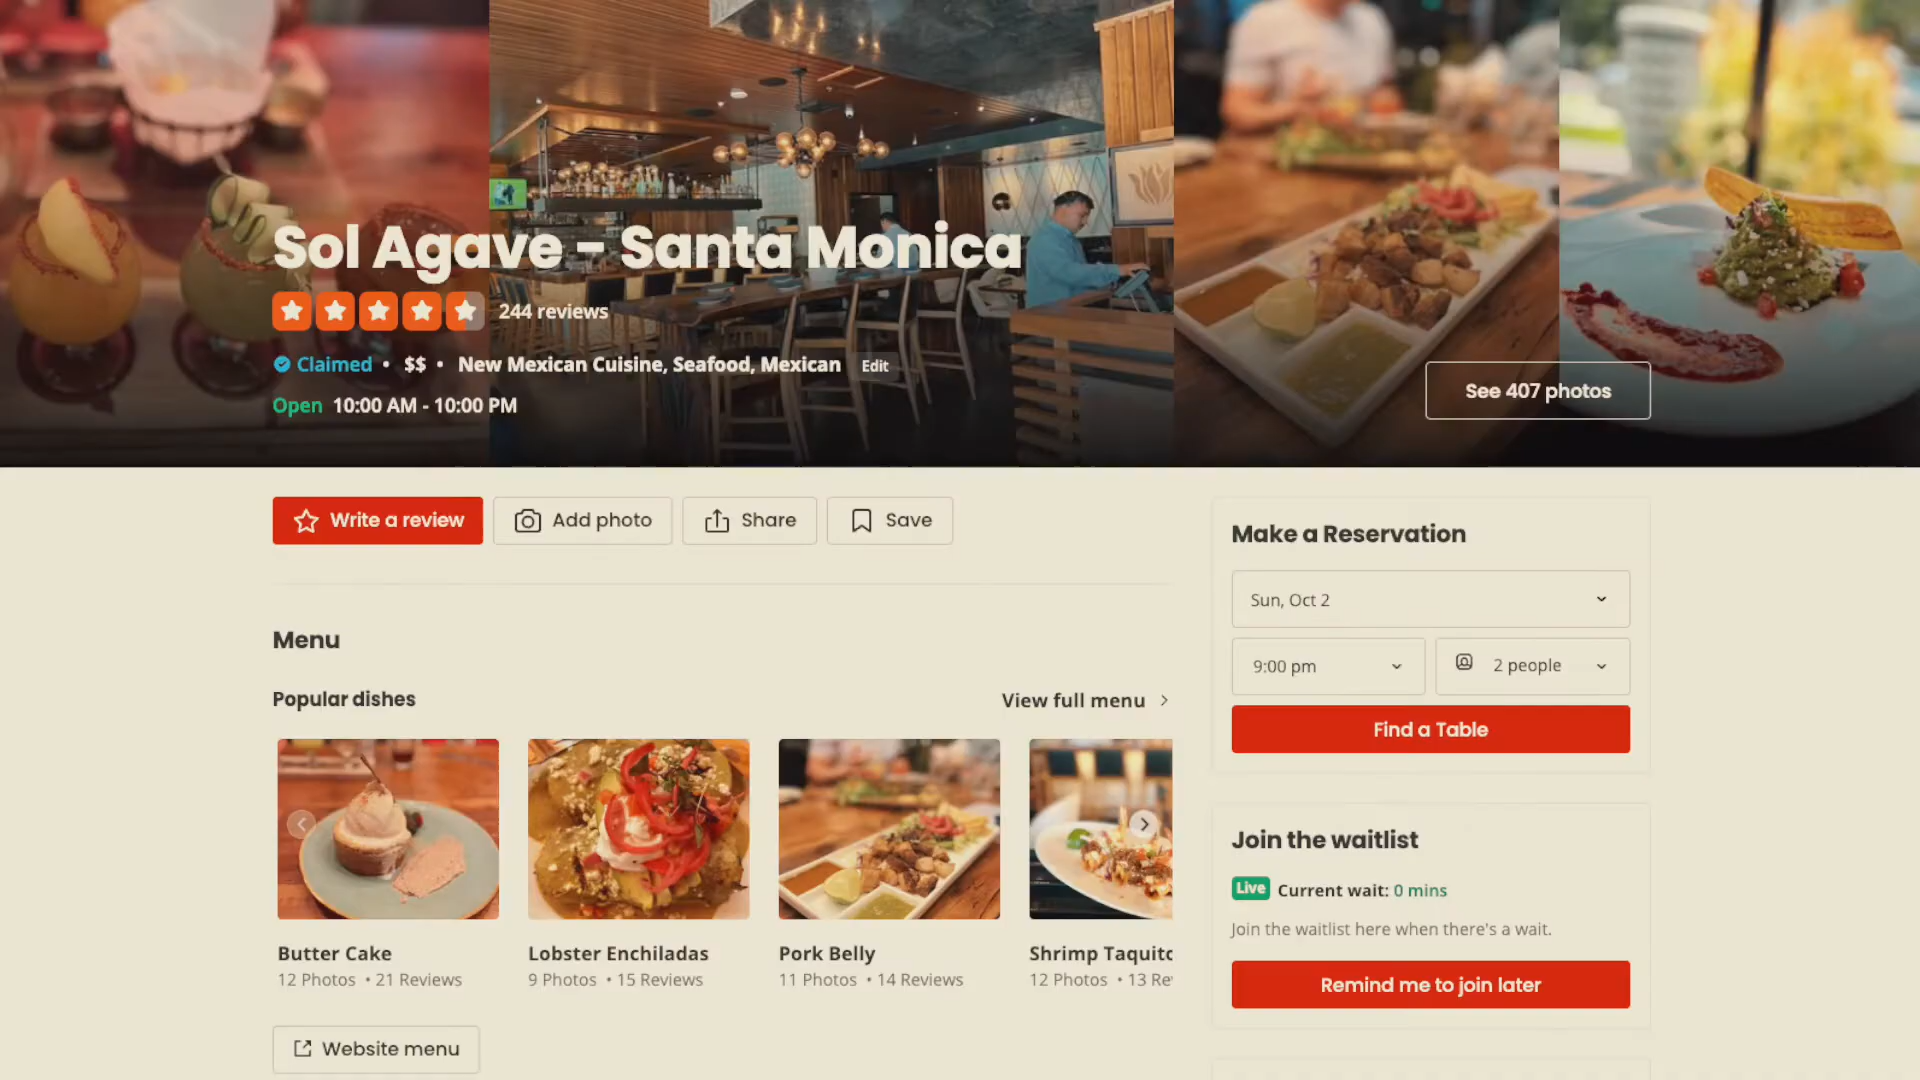 Sol Agave - Santa Monica
244 reviews
Claimed • $$ • New Mexican Cuisine, Seafood, Mexican Edit
Open 10:00 AM - 10:00 PM
See 407 photos
Write a review
Add photo
Share
Save
Menu
Popular dishes
View full menu
Butter Cake
12 Photos • 21 Reviews
Lobster Enchiladas
9 Photos • 15 Reviews
Pork Belly
11 Photos • 14 Reviews
Shrimp Taquito
12 Photos • 13 Re
Website menu
Make a Reservation
Sun, Oct 2
9:00 pm
2 people
Find a Table
Join the waitlist
Live Current wait: 0 mins
Join the waitlist here when there's a wait.
Remind me to join later